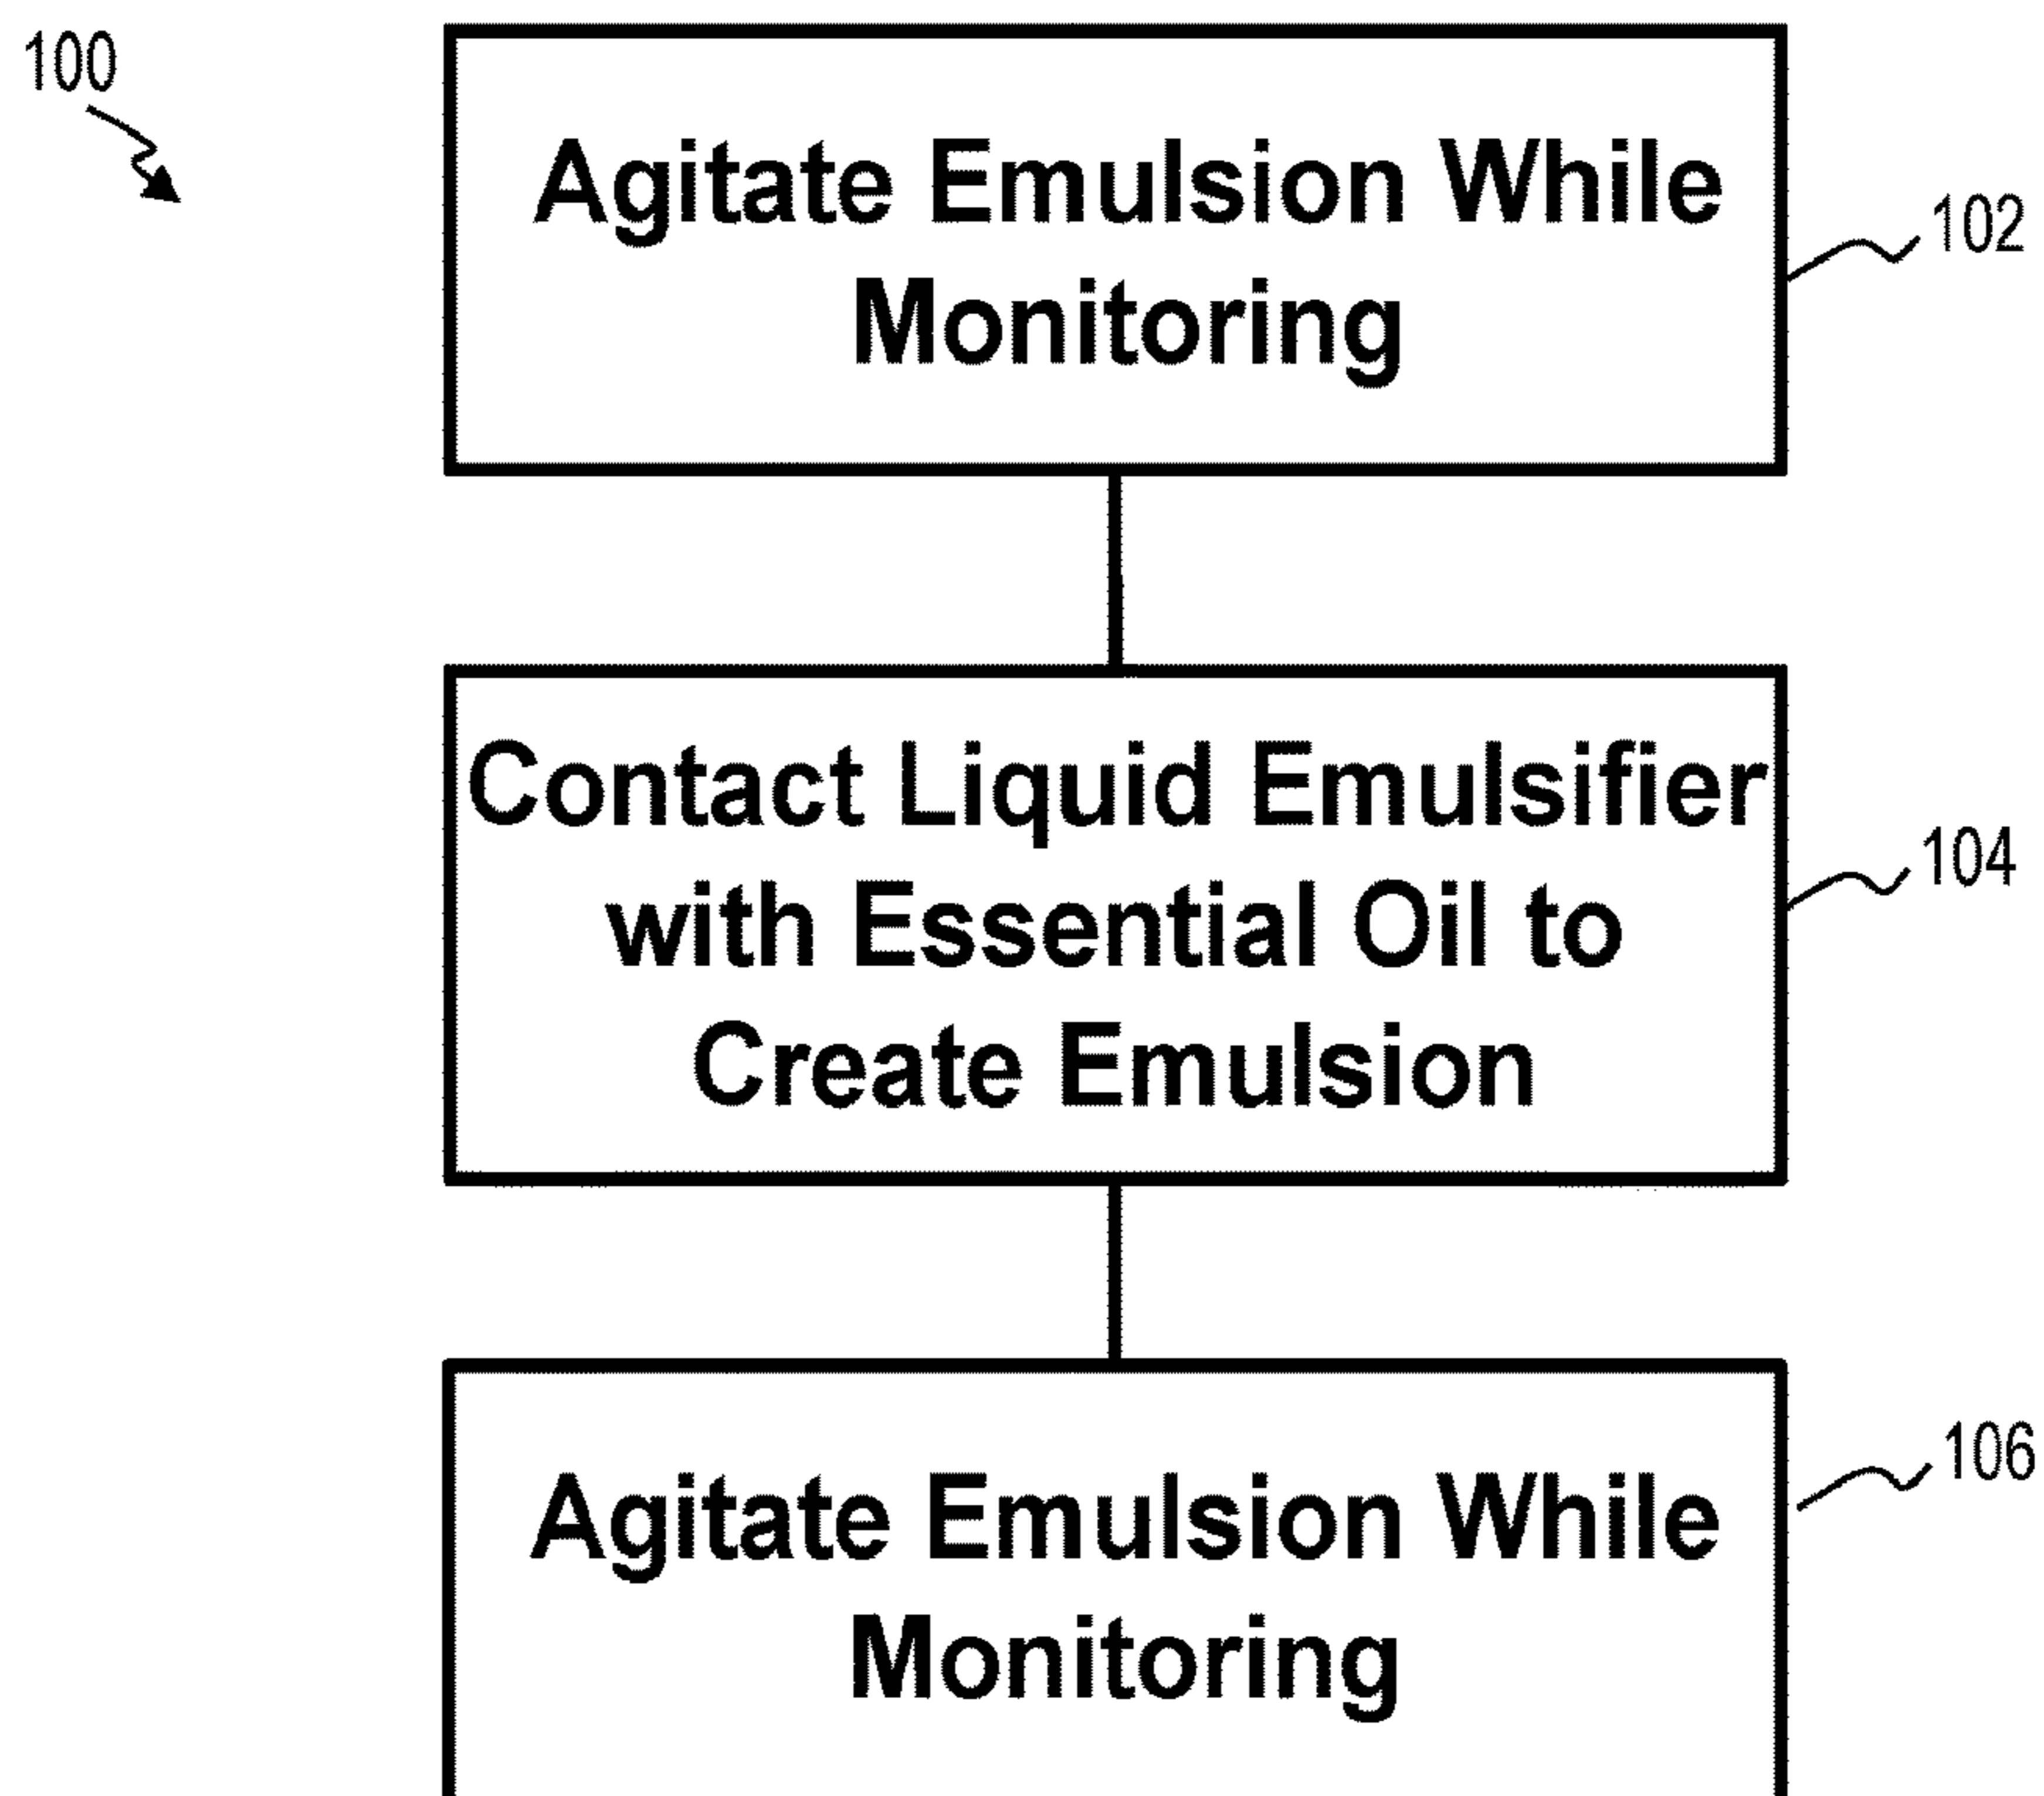 100
Agitate Emulsion While
Monitoring
102
Contact Liquid Emulsifier
with Essential Oil to
Create Emulsion
104
Agitate Emulsion While
Monitoring
106